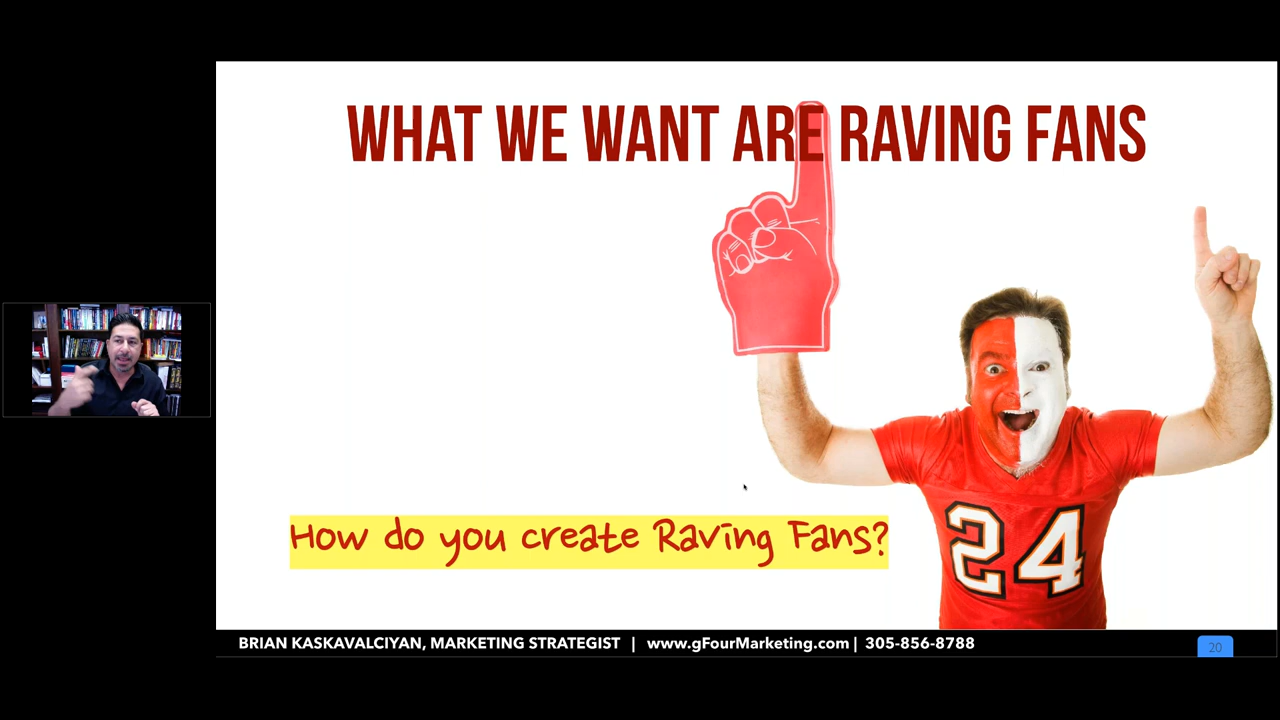 WHAT WE WANT ARE RAVING FANS
24
How do you create Raving Fans?
BRIAN KASKAVALCIYAN, MARKETING STRATEGIST | www.gFourMarketing.com | 305-856-8788
20